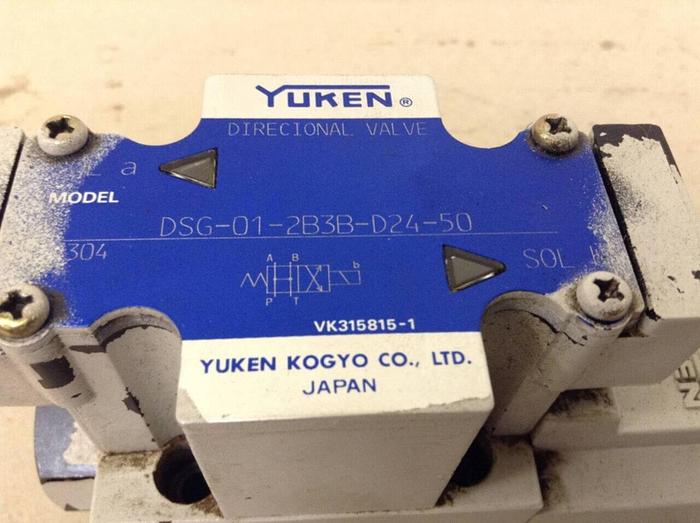 YUKEN®
DIRECIONAL VALVE
a
MODEL
DSG-01-2B3B-D24-50
304
SOL
A B
b
P T
VK315815-1
YUKEN KOGYO CO., LTD.
JAPAN